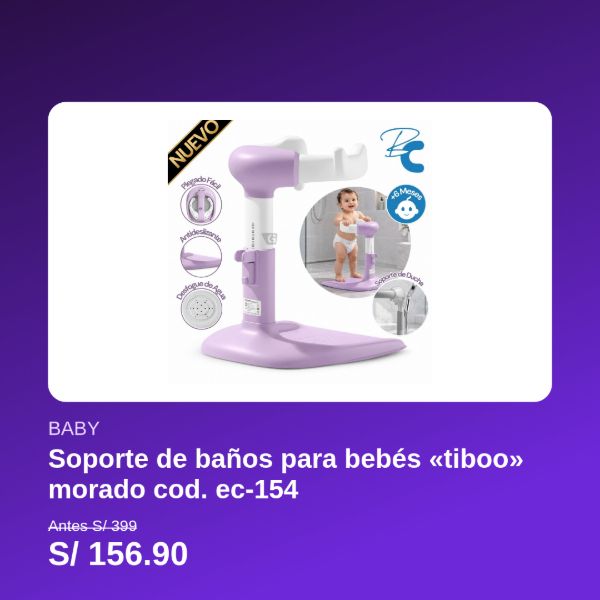 NUEVO
BC
Plegado Fácil
+6 Meses
Antideslizante
Soporte de Ducha
Desfogue de Agua
BABY
Soporte de baños para bebés «tiboo»
morado cod. ec-154
Antes S/ 399
S/ 156.90